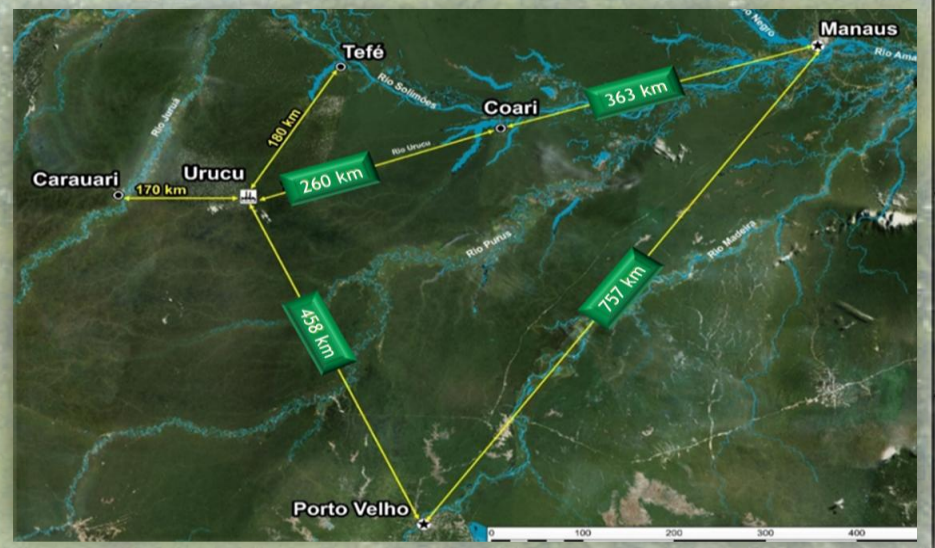 Manaus
Negro
Rio Ama
Tefé
Rio Solimões
363 km
Coari
Rio Juruá
180 km
Rio Urucu
Urucu
260 km
Carauari
170 km
Rio Purus
Rio Madeira
757 km
458 km
Porto Velho
0 100 200 300 400